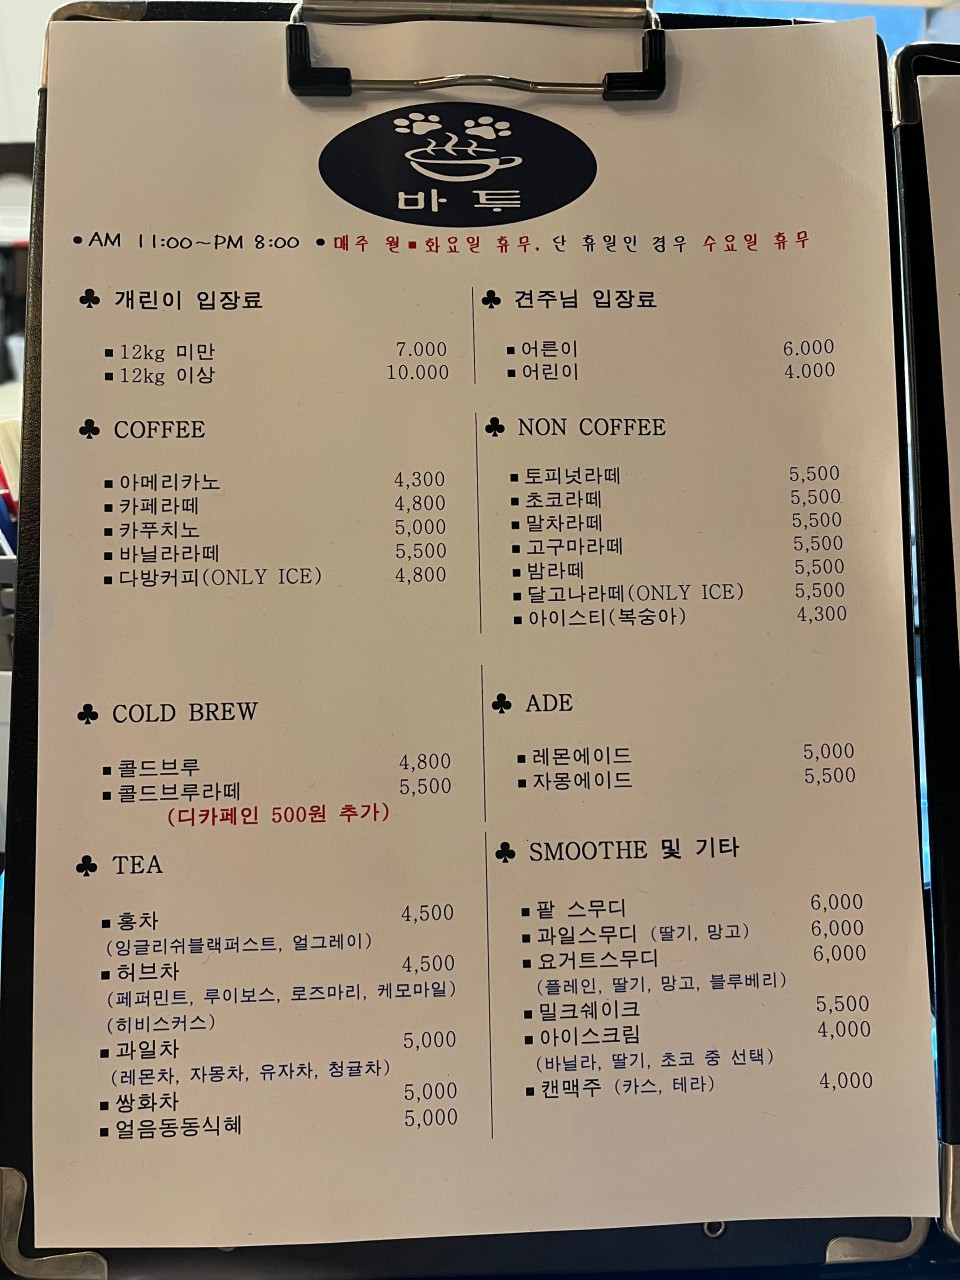 바 투
• AM 11:00~PM 8:00 • 매주 월■화요일 휴무. 단 휴일인 경우 수요일 휴무
♣ 개린이 입장료
■ 12kg 미만 7.000
■ 12kg 이상 10.000
♣ 견주님 입장료
■ 어른이 6.000
■ 어린이 4.000
♣ COFFEE
■ 아메리카노 4,300
■ 카페라떼 4,800
■ 카푸치노 5,000
■ 바닐라라떼 5,500
■ 다방커피(ONLY ICE) 4,800
♣ NON COFFEE
■ 토피넛라떼 5,500
■ 초코라떼 5,500
■ 말차라떼 5,500
■ 고구마라떼 5,500
■ 밤라떼 5,500
■ 달고나라떼(ONLY ICE) 5,500
■ 아이스티(복숭아) 4,300
♣ COLD BREW
■ 콜드브루 4,800
■ 콜드브루라떼 5,500
(디카페인 500원 추가)
♣ ADE
■ 레몬에이드 5,000
■ 자몽에이드 5,500
♣ TEA
■ 홍차 4,500
(잉글리쉬블랙퍼스트, 얼그레이)
■ 허브차 4,500
(페퍼민트, 루이보스, 로즈마리, 케모마일)
(히비스커스)
■ 과일차 5,000
(레몬차, 자몽차, 유자차, 청귤차)
■ 쌍화차 5,000
■ 얼음동동식혜 5,000
♣ SMOOTHE 및 기타
■ 팥 스무디 6,000
■ 과일스무디 (딸기, 망고) 6,000
■ 요거트스무디 6,000
(플레인, 딸기, 망고, 블루베리)
■ 밀크쉐이크 5,500
■ 아이스크림 4,000
(바닐라, 딸기, 초코 중 선택)
■ 캔맥주 (카스, 테라) 4,000